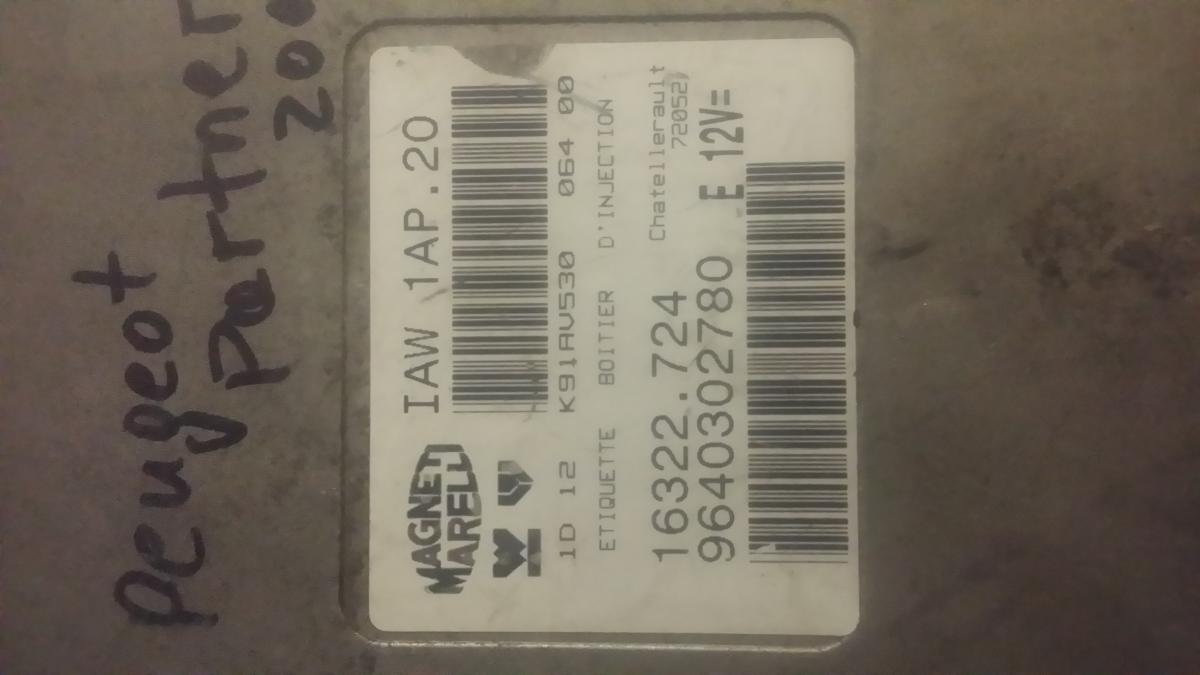 peugeot
partner
MAGNETI
MARELLI
IAW 1AP.20
1D 12 K91AV530 064 00
ETIQUETTE BOITIER D'INJECTION
Chatellerault
72052
16322.724
9640302780 E 12V=